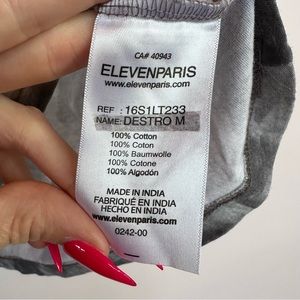 CA# 40943
ELEVENPARIS
www.elevenparis.com
REF : 16S1LT233
NAME: DESTRO M
100% Cotton
100% Coton
100% Baumwolle
100% Cotone
100% Algodón
MADE IN INDIA
FABRIQUÉ EN INDIA
HECHO EN INDIA
www.elevenparis.com
0242-00